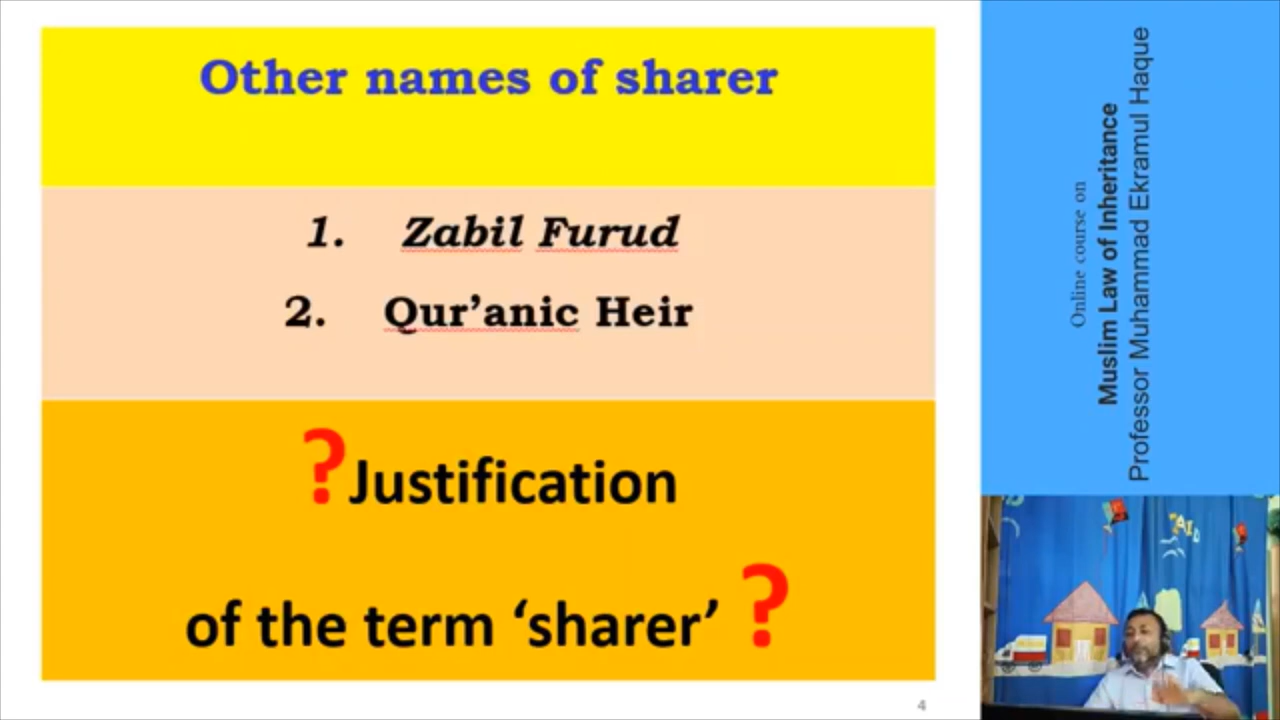 Other names of sharer
1. Zabil Furud
2. Qur’anic Heir
?Justification
of the term ‘sharer’ ?
4
Online course on
Muslim Law of Inheritance
Professor Muhammad Ekramul Haque